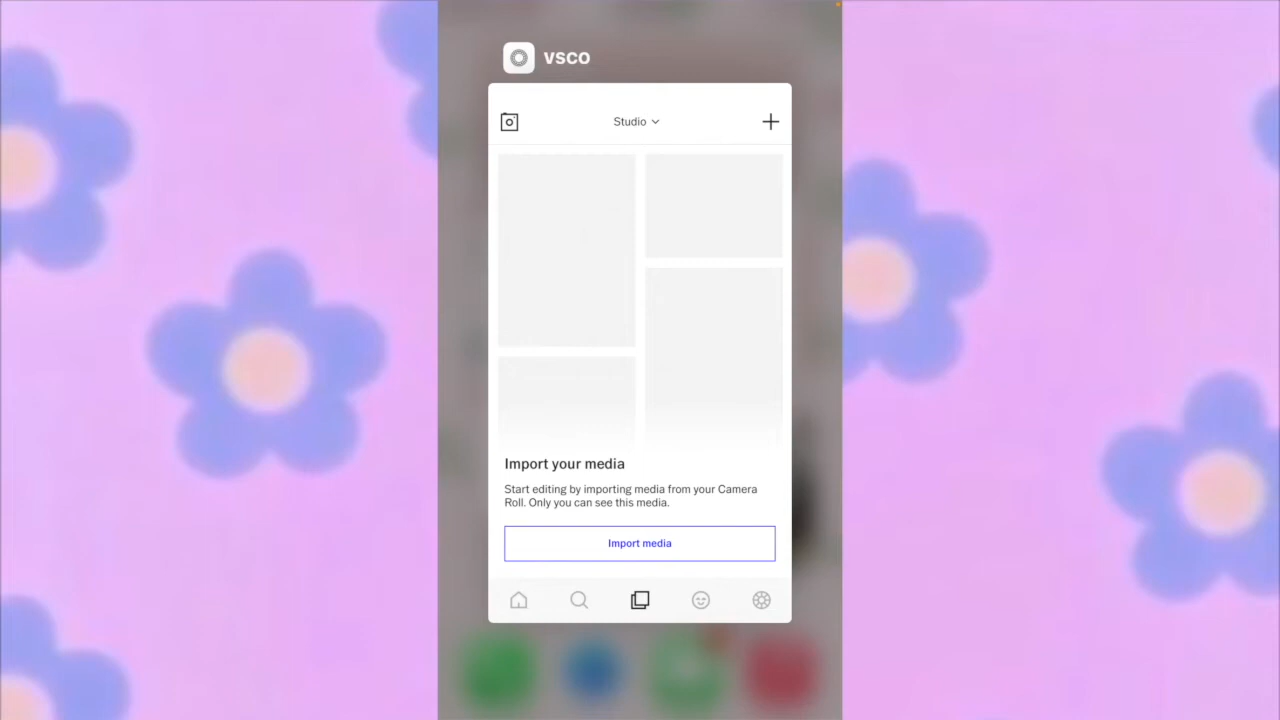 vsco
Studio
Import your media
Start editing by importing media from your Camera
Roll. Only you can see this media.
Import media